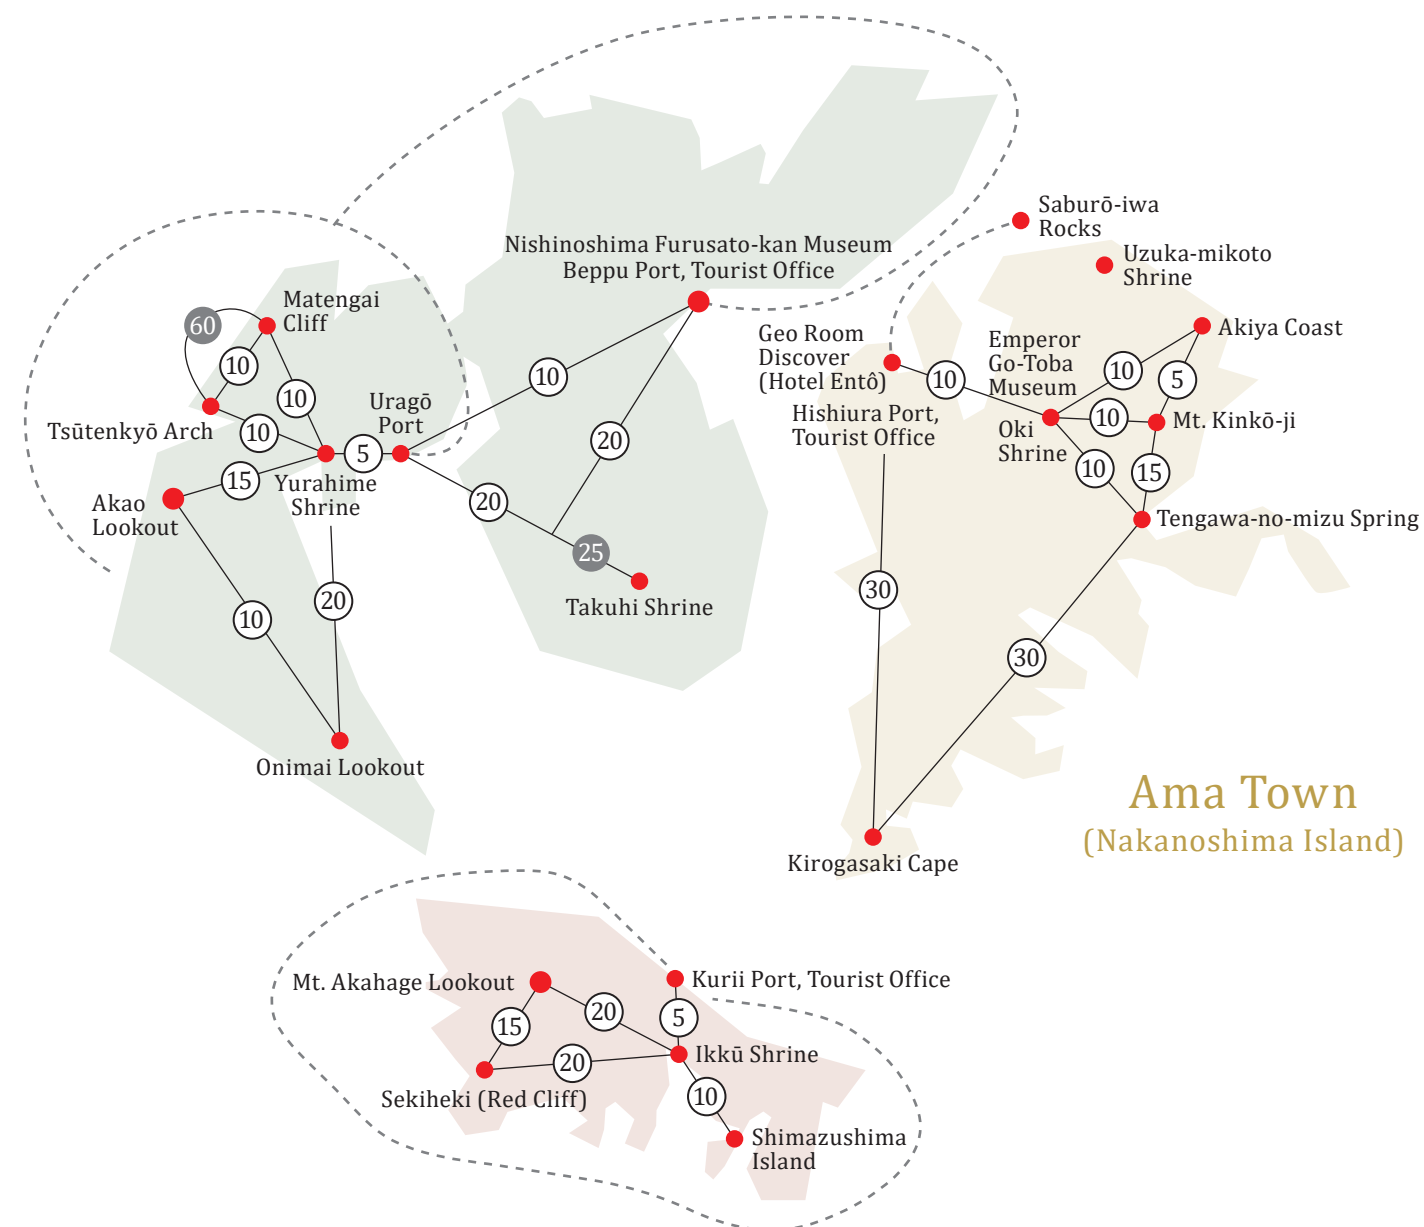 Saburō-iwa
Rocks
Uzuka-mikoto
Shrine
Nishinoshima Furusato-kan Museum
Beppu Port, Tourist Office
Matengai
Cliff
60
10
10
Tsūtenkyō Arch
10
Uragō
Port
10
5
20
Yurahime
Shrine
15
Akao
Lookout
20
25
Takuhi Shrine
20
10
Onimai Lookout
Geo Room
Discover
(Hotel Entô)
Hishiura Port,
Tourist Office
10
Emperor
Go-Toba
Museum
Oki
Shrine
Akiya Coast
10
5
10
Mt. Kinkō-ji
10
15
Tengawa-no-mizu Spring
30
30
Kirogasaki Cape
Ama Town
(Nakanoshima Island)
Mt. Akahage Lookout
Kurii Port, Tourist Office
15
20
5
20
Ikkū Shrine
Sekiheki (Red Cliff)
10
Shimazushima
Island